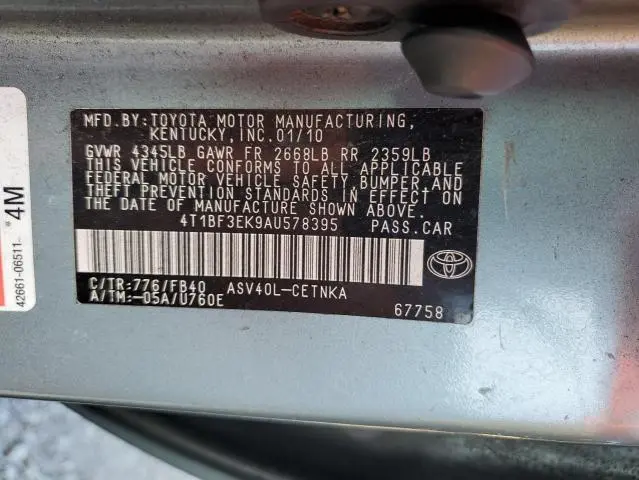 MFD.BY:TOYOTA MOTOR MANUFACTURING,
KENTUCKY,INC.01/10
GVWR 4345LB GAWR FR 2668LB RR 2359LB
THIS VEHICLE CONFORMS TO ALL APPLICABLE
FEDERAL MOTOR VEHICLE SAFETY,BUMPER,AND
THEFT PREVENTION STANDARDS IN EFFECT ON
THE DATE OF MANUFACTURE SHOWN ABOVE.
4T1BF3EK9AU578395 PASS.CAR
C/TR:776/FB40 ASV40L-CETNKA
A/TM:-05A/U760E
67758
TOYOTA
4M
42661-06511-